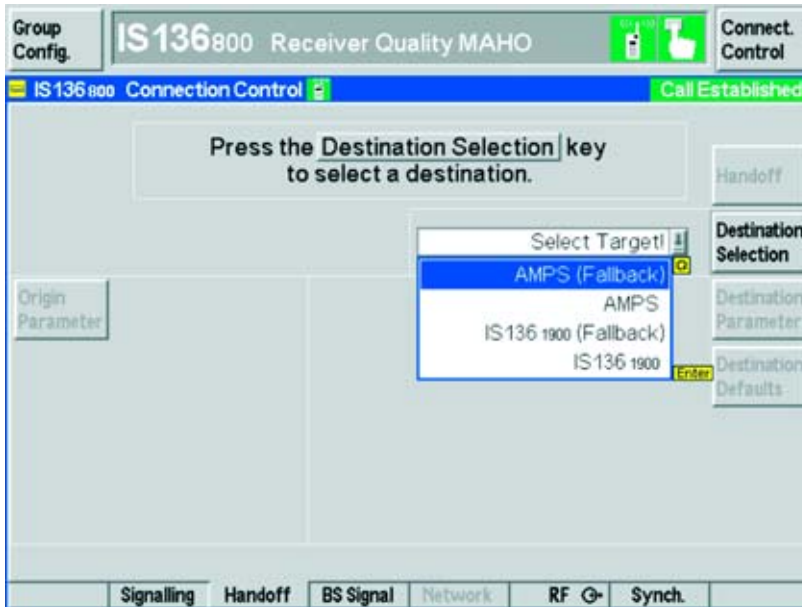 Group
Config.
IS136800 Receiver Quality MAHO
Connect.
Control
IS136 800 Connection Control
Call Established
Press the Destination Selection key
to select a destination.
Handoff
Select Target!
Destination
Selection
AMPS (Fallback)
AMPS
IS136 1900 (Fallback)
IS136 1900
Enter
Origin
Parameter
Destination
Parameter
Destination
Defaults
Signalling
Handoff
BS Signal
Network
RF
Synch.